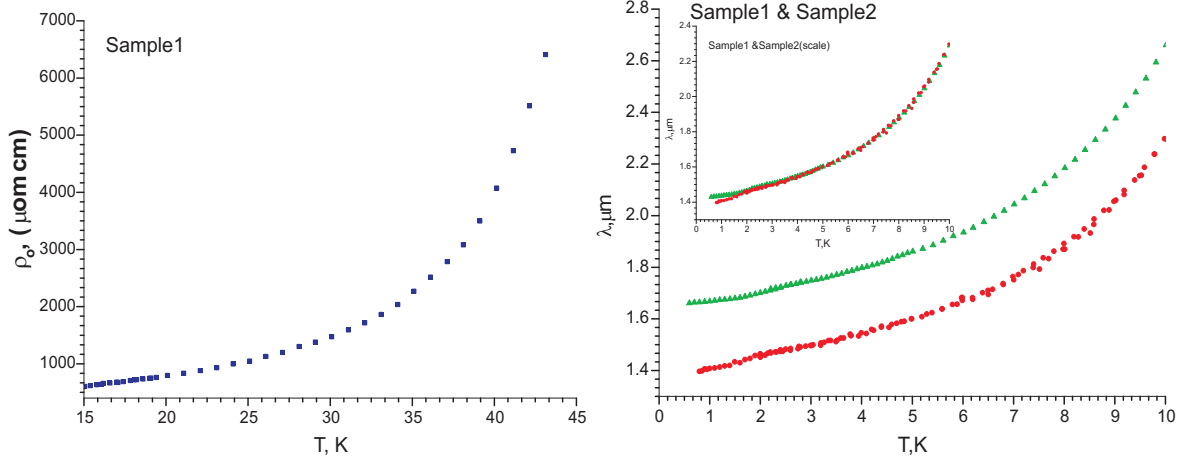 Sample1
7000
6000
5000
4000
3000
2000
1000
15 20 25 30 35 40 45
ρo, (μom cm)
T, K
Sample1 & Sample2
2.8
2.6
2.4
2.2
2.0
1.8
1.6
1.4
0 1 2 3 4 5 6 7 8 9 10
λ,μm
T,K
Sample1 &Sample2(scale)
2.4
2.2
2.0
1.8
1.6
1.4
0 1 2 3 4 5 6 7 8 9 10
λ,μm
T,K